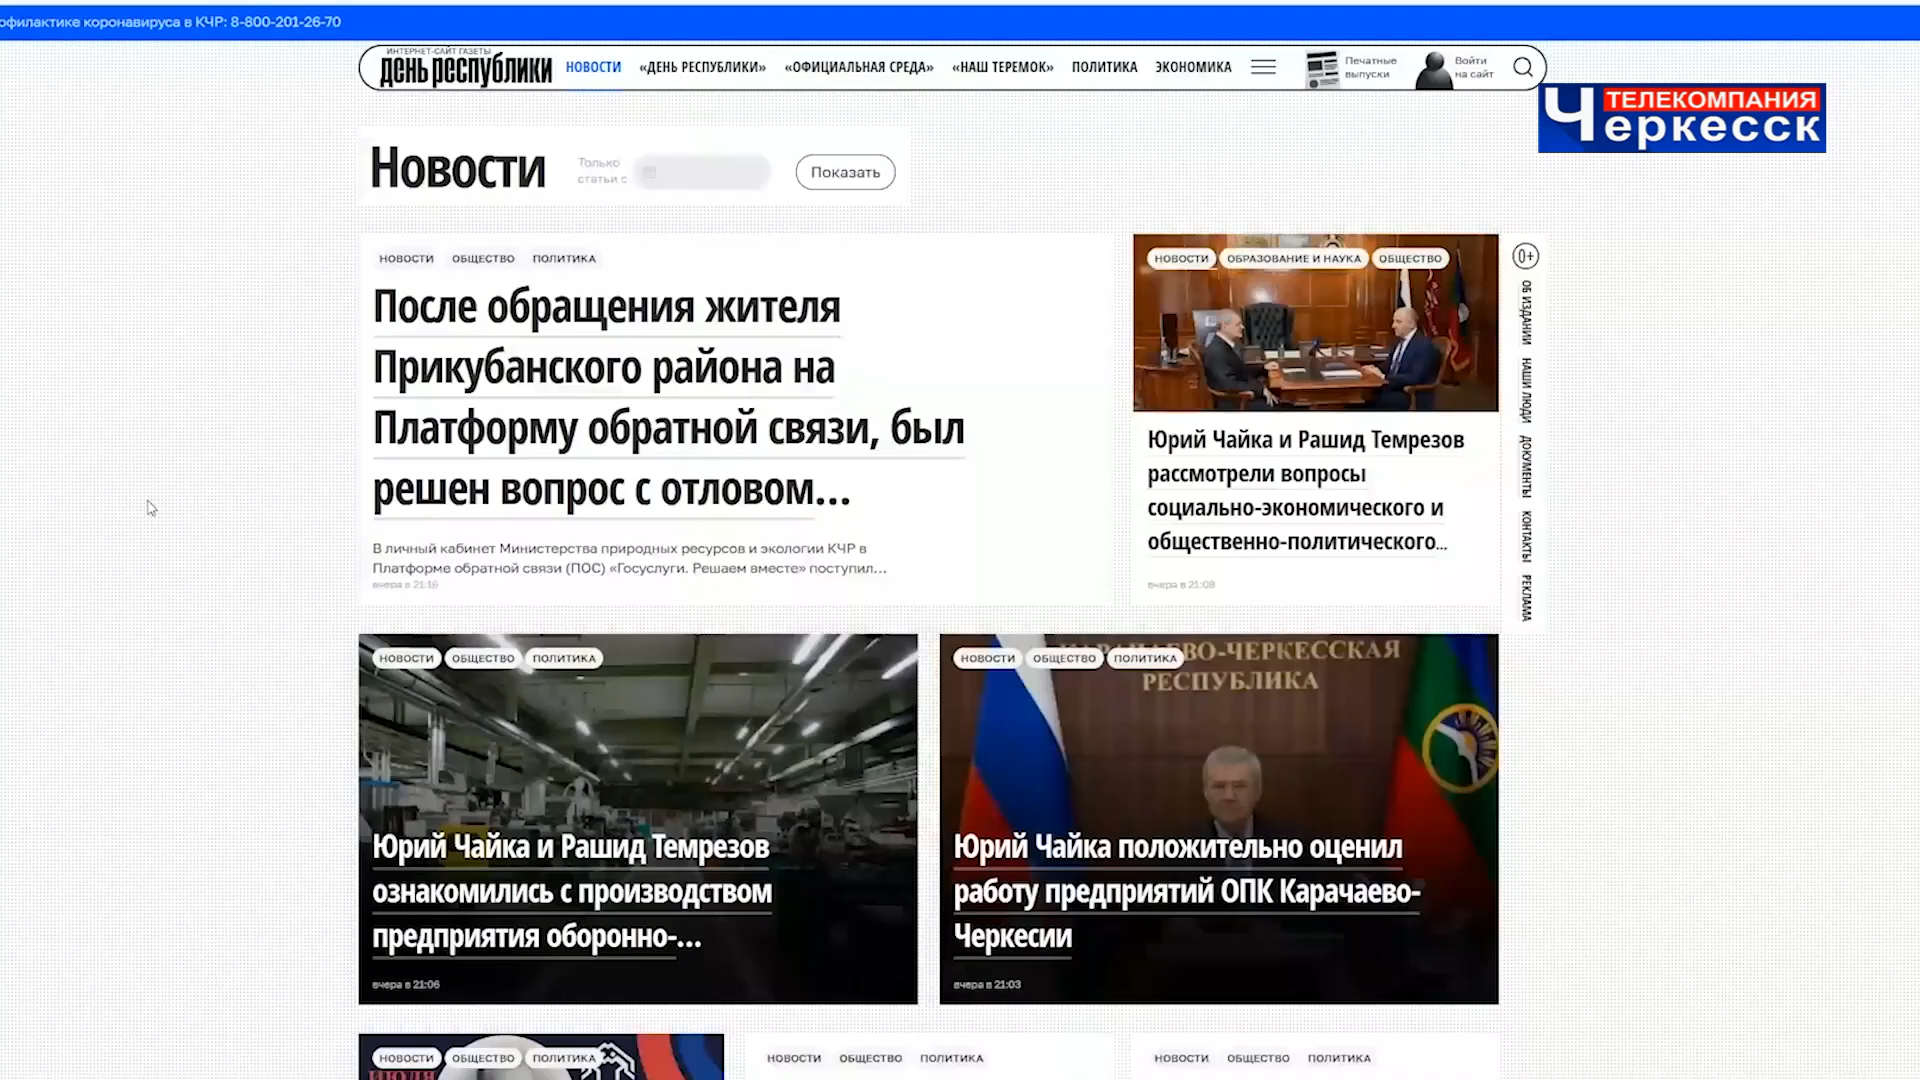 офилактике коронавируса в КЧР: 8-800-201-26-70
ИНТЕРНЕТ-САЙТ ГАЗЕТЫ
день республики
НОВОСТИ
«ДЕНЬ РЕСПУБЛИКИ»
«ОФИЦИАЛЬНАЯ СРЕДА»
«НАШ ТЕРЕМОК»
ПОЛИТИКА
ЭКОНОМИКА
Печатные
выпуски
Войти
на сайт
ТЕЛЕКОМПАНИЯ
Черкесск
Новости
Только
статьи с
Показать
НОВОСТИ ОБЩЕСТВО ПОЛИТИКА
После обращения жителя
Прикубанского района на
Платформу обратной связи, был
решен вопрос с отловом...
В личный кабинет Министерства природных ресурсов и экологии КЧР в
Платформе обратной связи (ПОС) «Госуслуги. Решаем вместе» поступил...
вчера в 21:16
НОВОСТИ ОБРАЗОВАНИЕ И НАУКА ОБЩЕСТВО
Юрий Чайка и Рашид Темрезов
рассмотрели вопросы
социально-экономического и
общественно-политического...
вчера в 21:08
0+
ОБ ИЗДАНИИ
НАШИ ЛЮДИ
ДОКУМЕНТЫ
КОНТАКТЫ
РЕКЛАМА
НОВОСТИ ОБЩЕСТВО ПОЛИТИКА
Юрий Чайка и Рашид Темрезов
ознакомились с производством
предприятия оборонно-...
вчера в 21:06
НОВОСТИ ОБЩЕСТВО ПОЛИТИКА
ВО-ЧЕРКЕССКАЯ
РЕСПУБЛИКА
Юрий Чайка положительно оценил
работу предприятий ОПК Карачаево-
Черкесии
вчера в 21:03
НОВОСТИ ОБЩЕСТВО ПОЛИТИКА
НОВОСТИ ОБЩЕСТВО ПОЛИТИКА
НОВОСТИ ОБЩЕСТВО ПОЛИТИКА